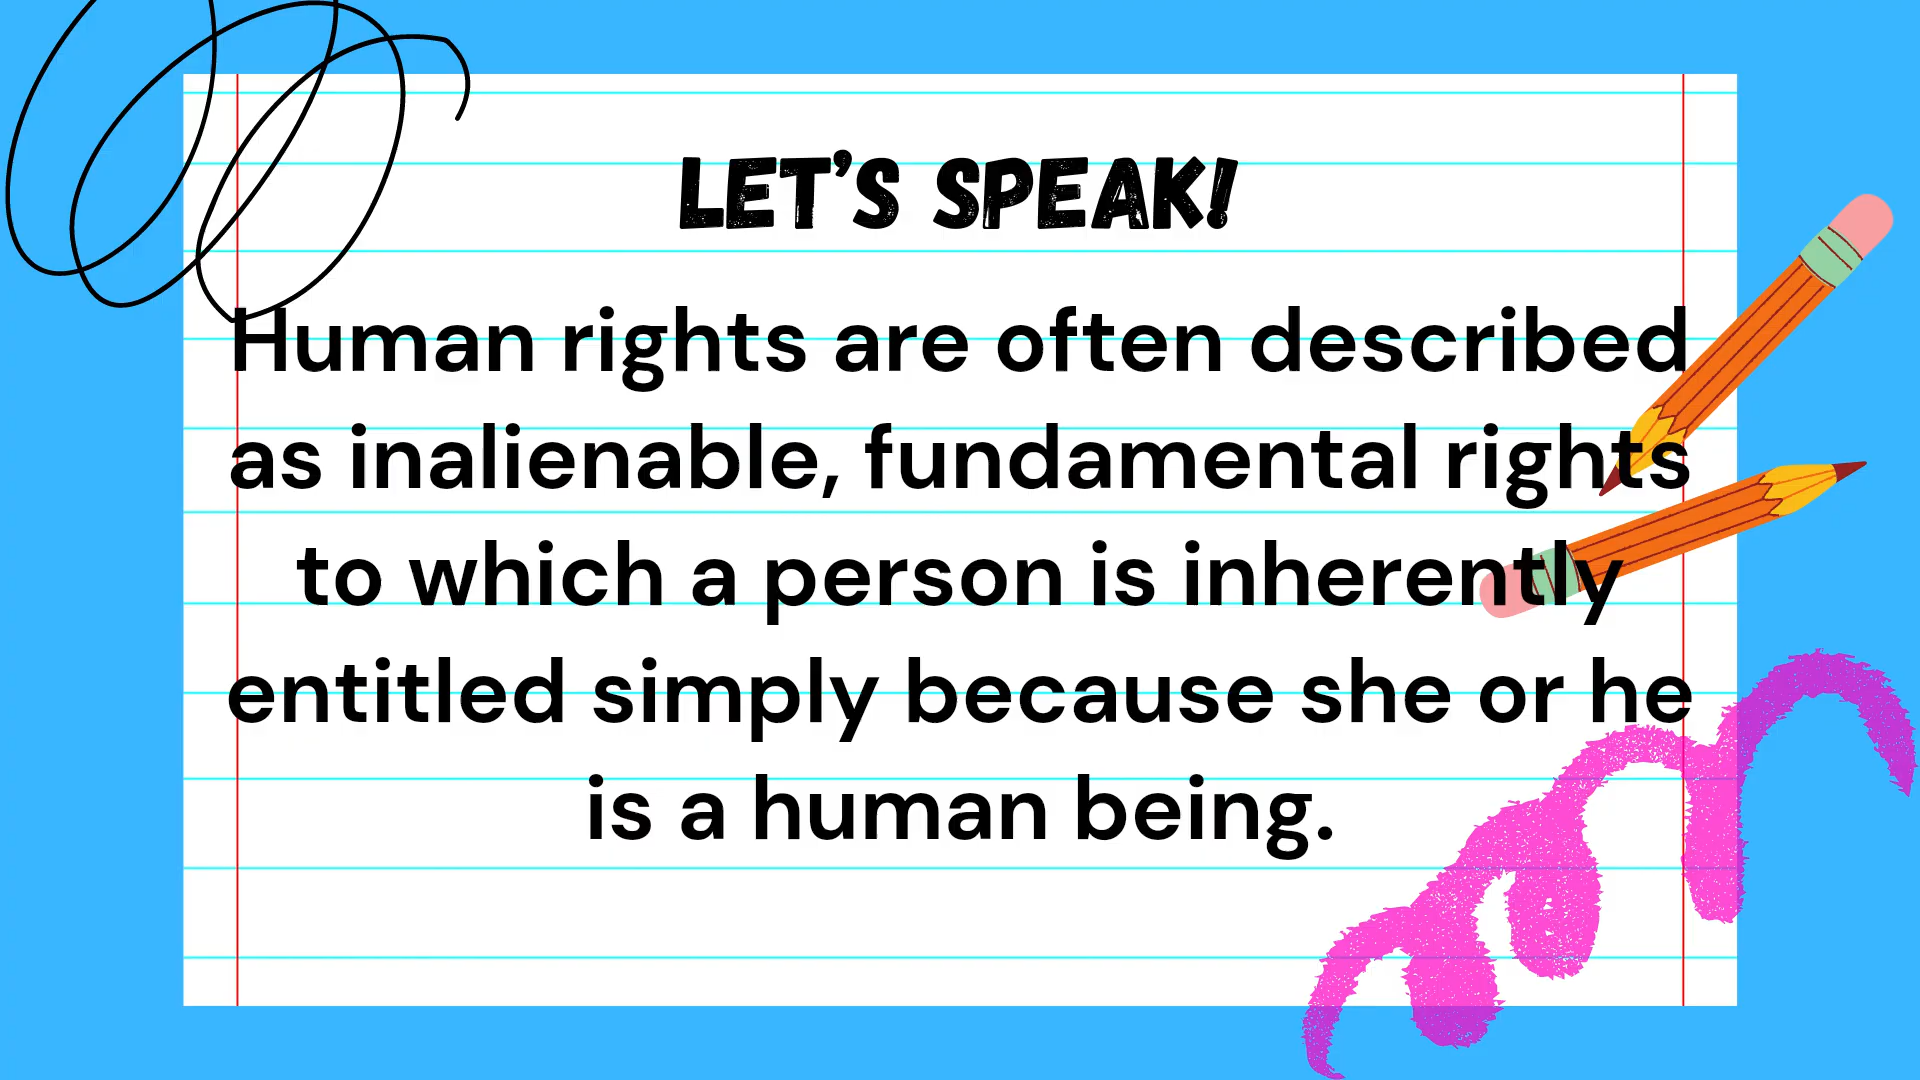 LET'S SPEAK!
Human rights are often described
as inalienable, fundamental rights
to which a person is inherently
entitled simply because she or he
is a human being.